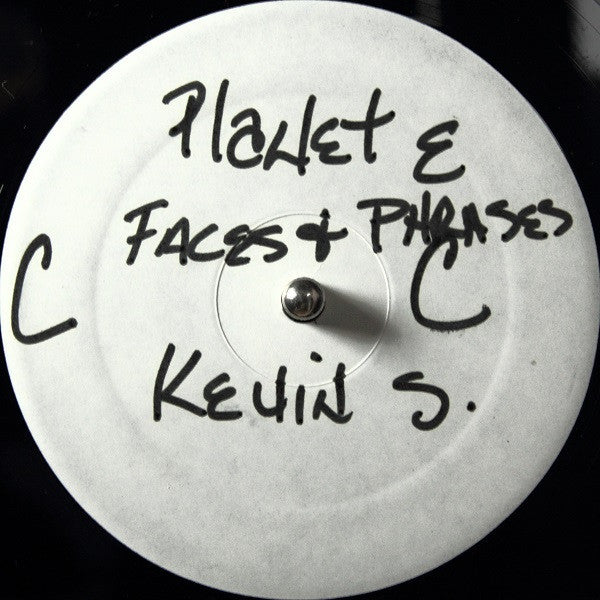 Planet E
Faces & Phrases
C
C
Kevin S.